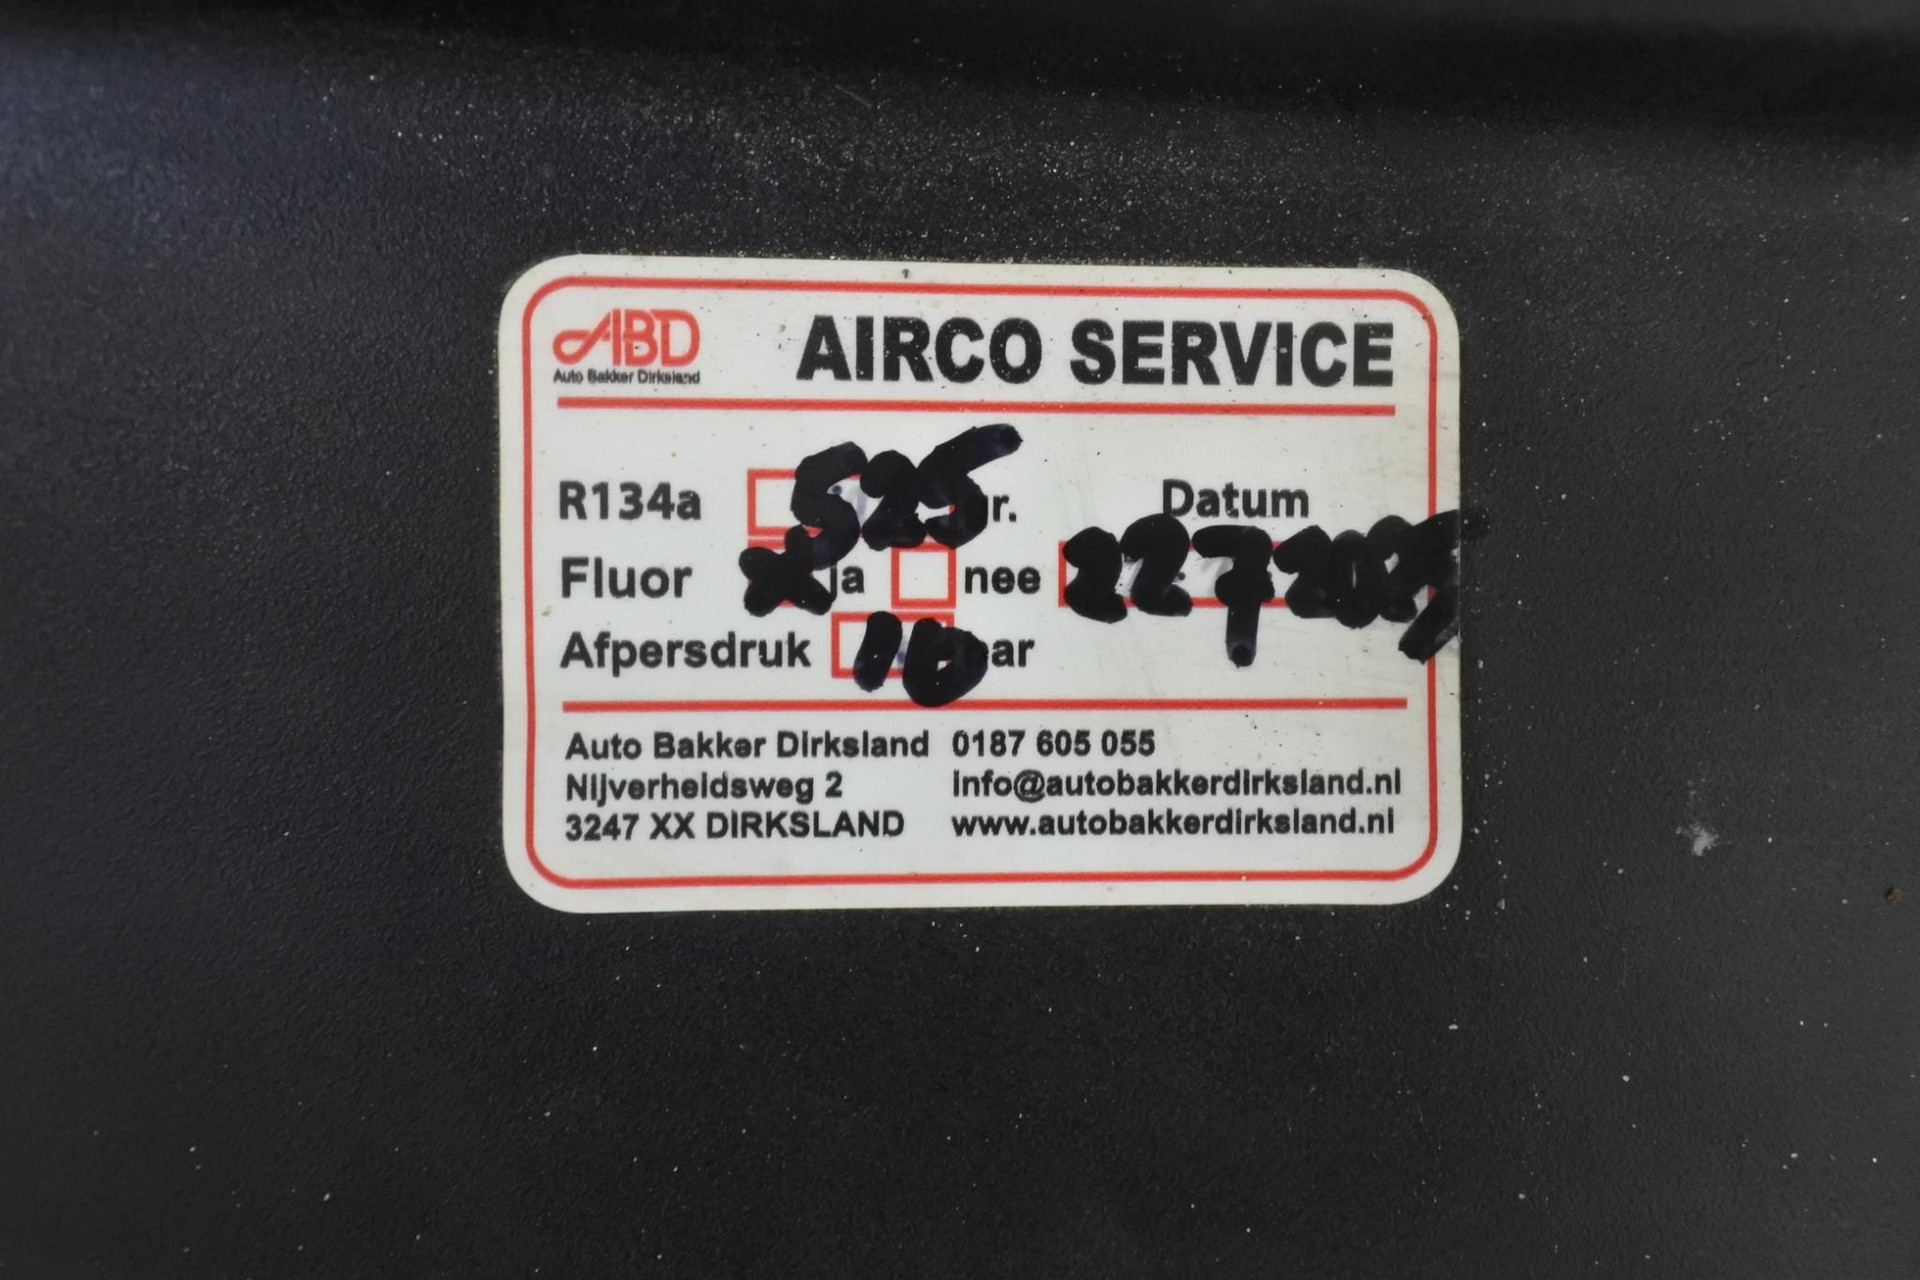 ABD
Auto Bakker Dirksland
AIRCO SERVICE
R134a 525 gr.
Datum
Fluor X ja nee 22 7
Afpersdruk 10 bar
Auto Bakker Dirksland 0187 605 055
Nijverheidsweg 2 info@autobakkerdirksland.nl
3247 XX DIRKSLAND www.autobakkerdirksland.nl